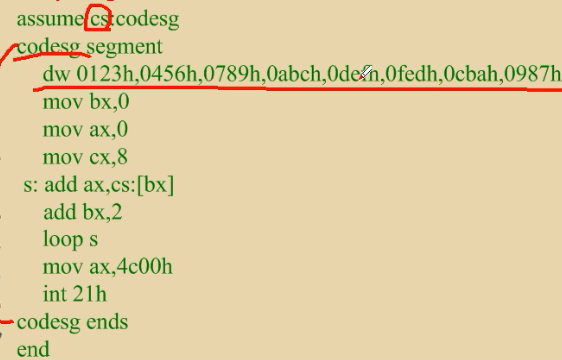 assume cs:codesg
codesg segment
dw 0123h,0456h,0789h,0abch,0defh,0fedh,0cbah,0987h
mov bx,0
mov ax,0
mov cx,8
s: add ax,cs:[bx]
add bx,2
loop s
mov ax,4c00h
int 21h
codesg ends
end